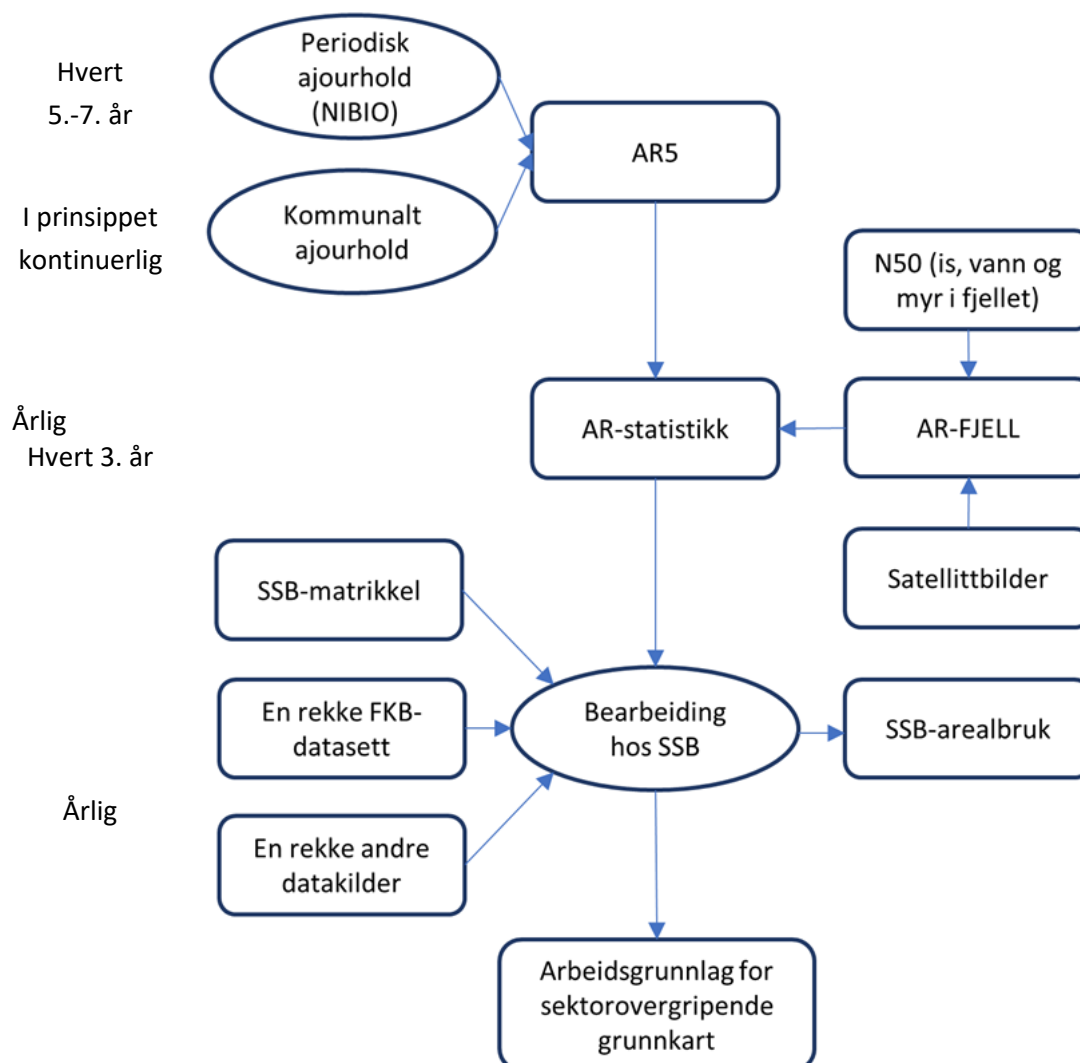 Hvert
5.-7. år
Periodisk
ajourhold
(NIBIO)
AR5
I prinsippet
kontinuerlig
Kommunalt
ajourhold
N50 (is, vann og
myr i fjellet)
Årlig
Hvert 3. år
AR-statistikk
AR-FJELL
Satellittbilder
SSB-matrikkel
En rekke FKB-
datasett
Bearbeiding
hos SSB
SSB-arealbruk
Årlig
En rekke andre
datakilder
Arbeidsgrunnlag for
sektorovergripende
grunnkart